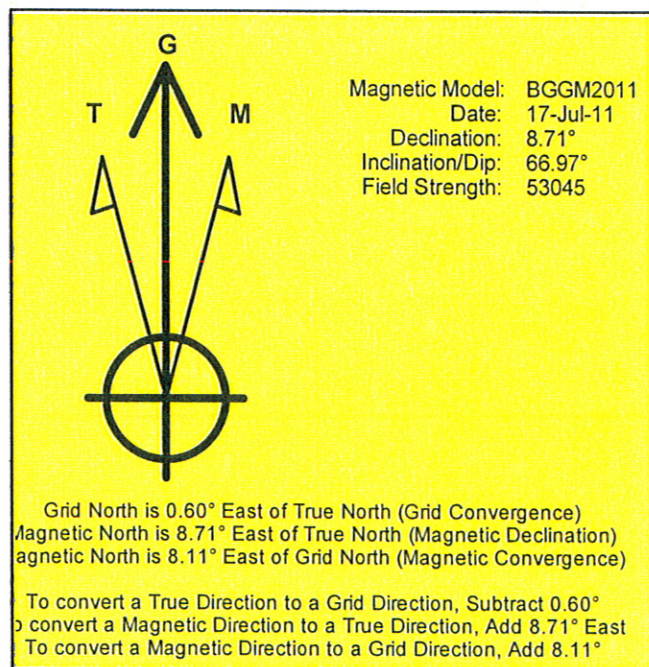 G
T M
Magnetic Model: BGGM2011
Date: 17-Jul-11
Declination: 8.71°
Inclination/Dip: 66.97°
Field Strength: 53045
Grid North is 0.60° East of True North (Grid Convergence)
Magnetic North is 8.71° East of True North (Magnetic Declination)
agnetic North is 8.11° East of Grid North (Magnetic Convergence)
To convert a True Direction to a Grid Direction, Subtract 0.60°
o convert a Magnetic Direction to a True Direction, Add 8.71° East
To convert a Magnetic Direction to a Grid Direction, Add 8.11°